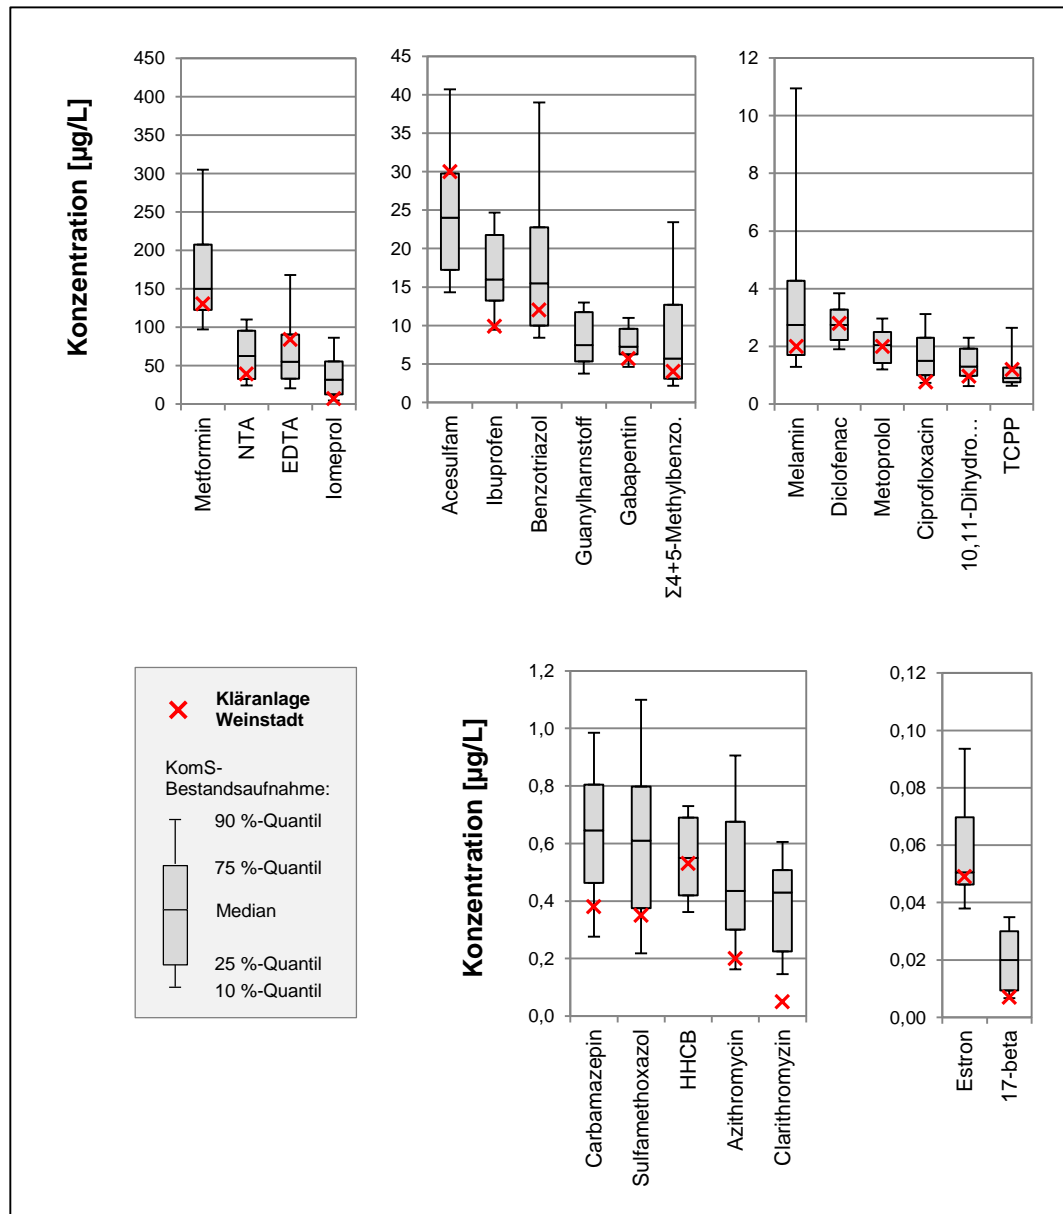 Konzentration [µg/L]
450
400
350
300
250
200
150
100
50
0
Metformin
NTA
EDTA
Iomeprol
45
40
35
30
25
20
15
10
5
0
Acesulfam
Ibuprofen
Benzotriazol
Guanylharnstoff
Gabapentin
Σ4+5-Methylbenzo.
12
10
8
6
4
2
0
Melamin
Diclofenac
Metoprolol
Ciprofloxacin
10,11-Dihydro…
TCPP
Kläranlage
Weinstadt
KomS-
Bestandsaufnahme:
90 %-Quantil
75 %-Quantil
Median
25 %-Quantil
10 %-Quantil
Konzentration [µg/L]
1,2
1,0
0,8
0,6
0,4
0,2
0,0
Carbamazepin
Sulfamethoxazol
HHCB
Azithromycin
Clarithromyzin
0,12
0,10
0,08
0,06
0,04
0,02
0,00
Estron
17-beta